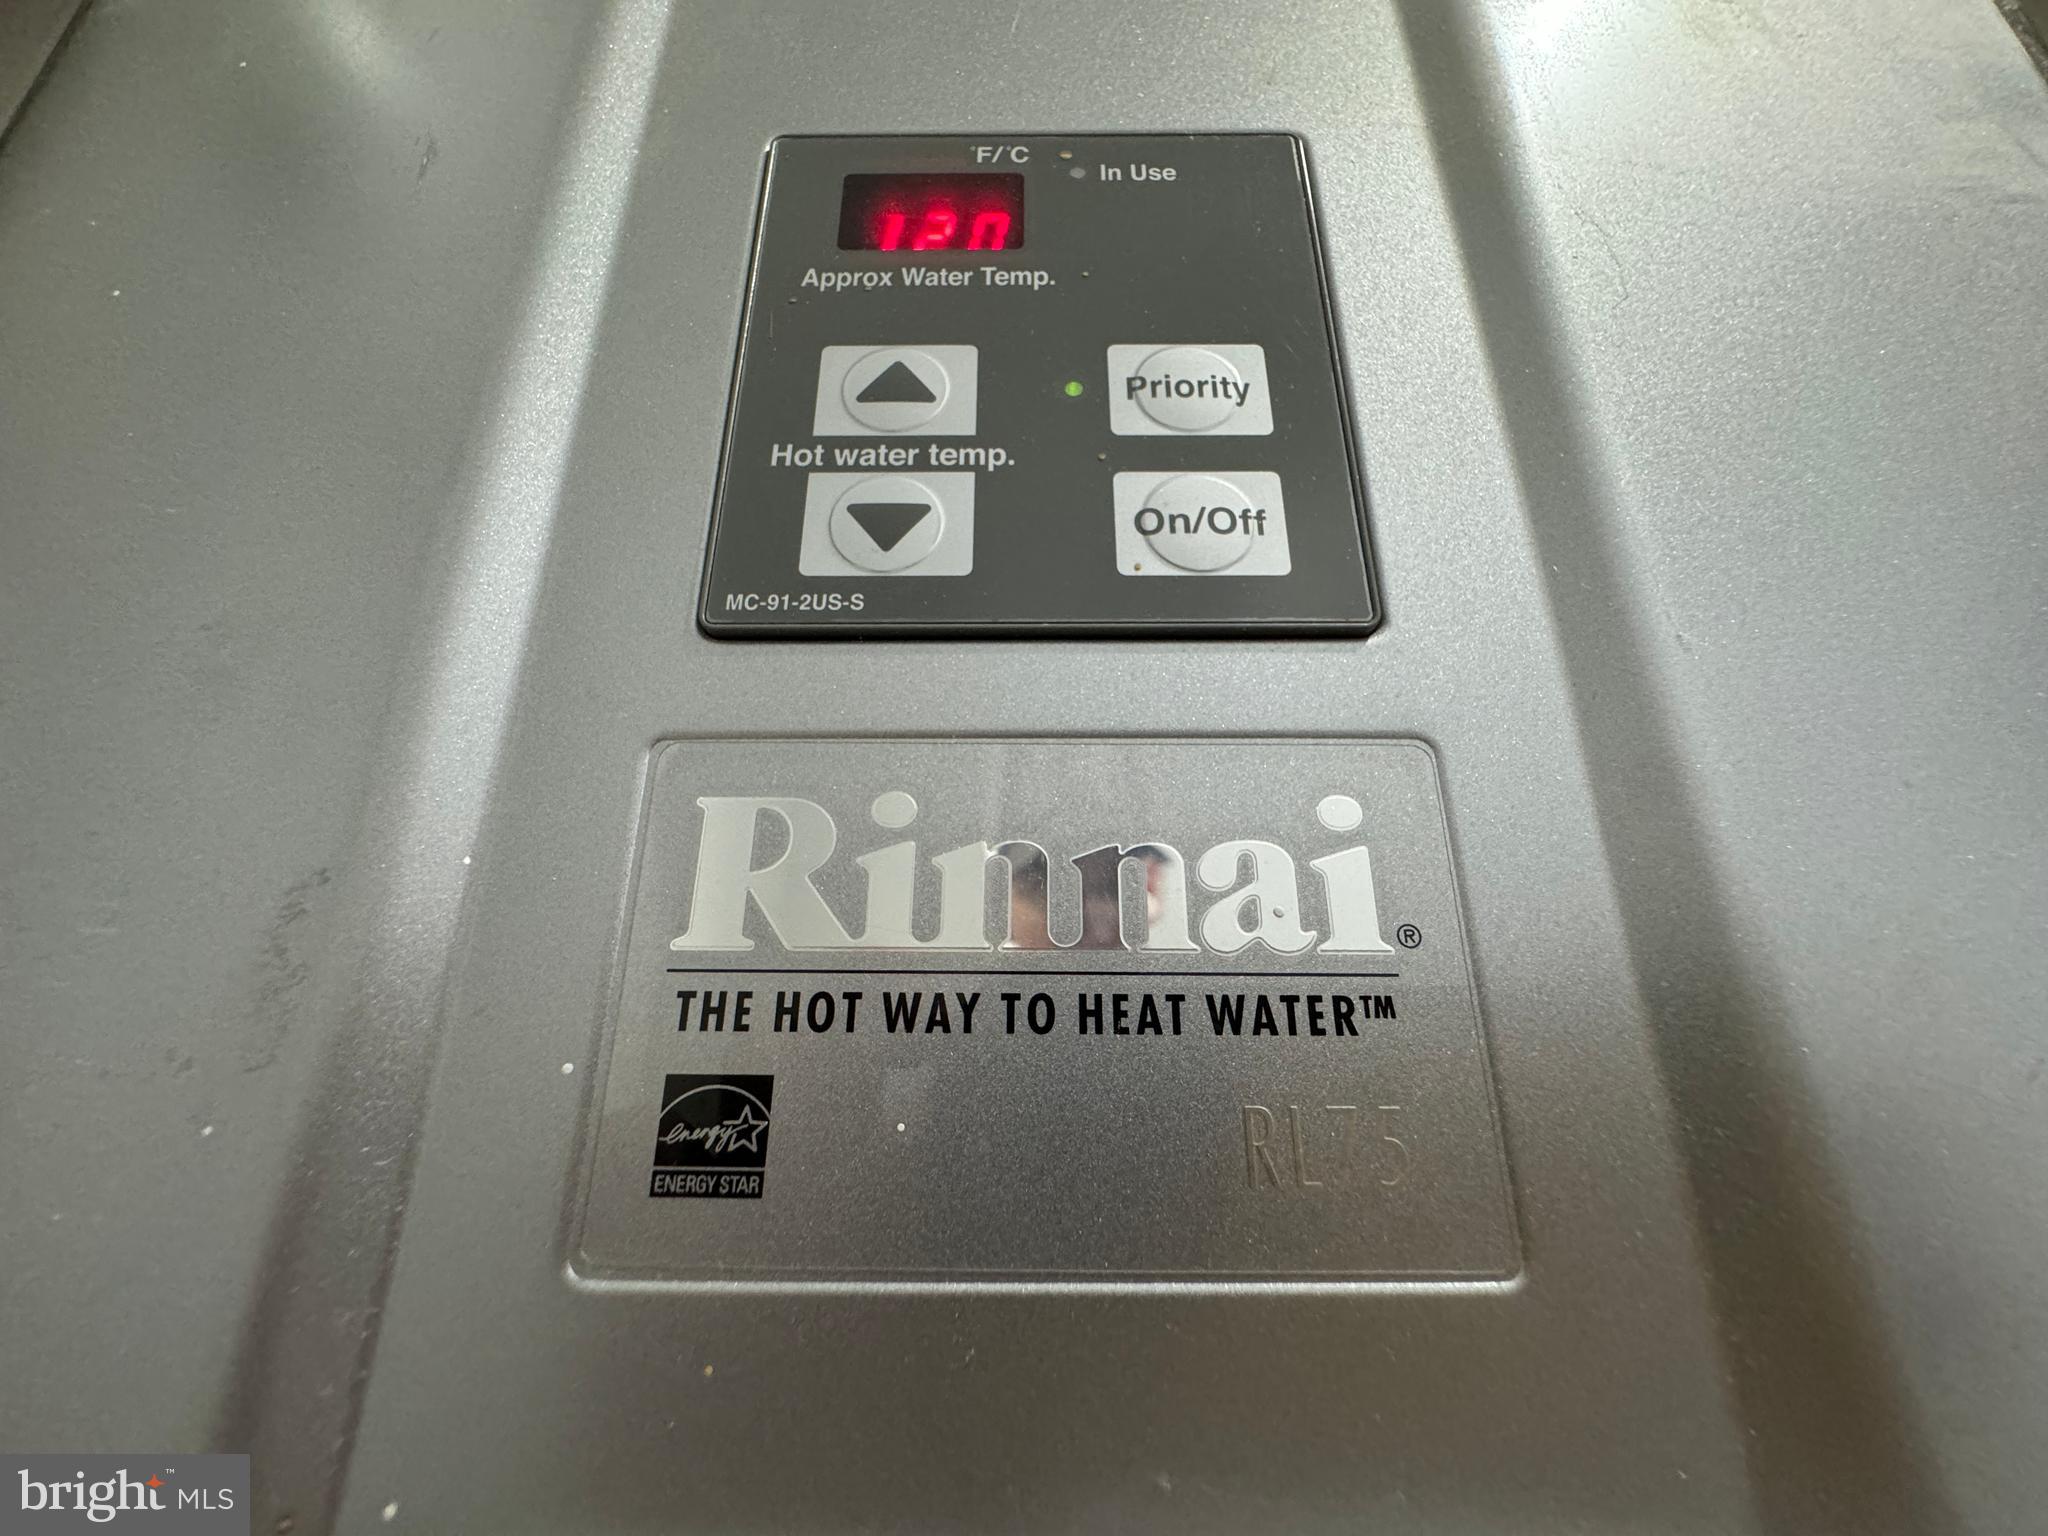 °F/°C
In Use
120
Approx Water Temp.
Priority
Hot water temp.
On/Off
MC-91-2US-S
Rinnai®
THE HOT WAY TO HEAT WATER™
energy
ENERGY STAR
RL75
bright™ MLS